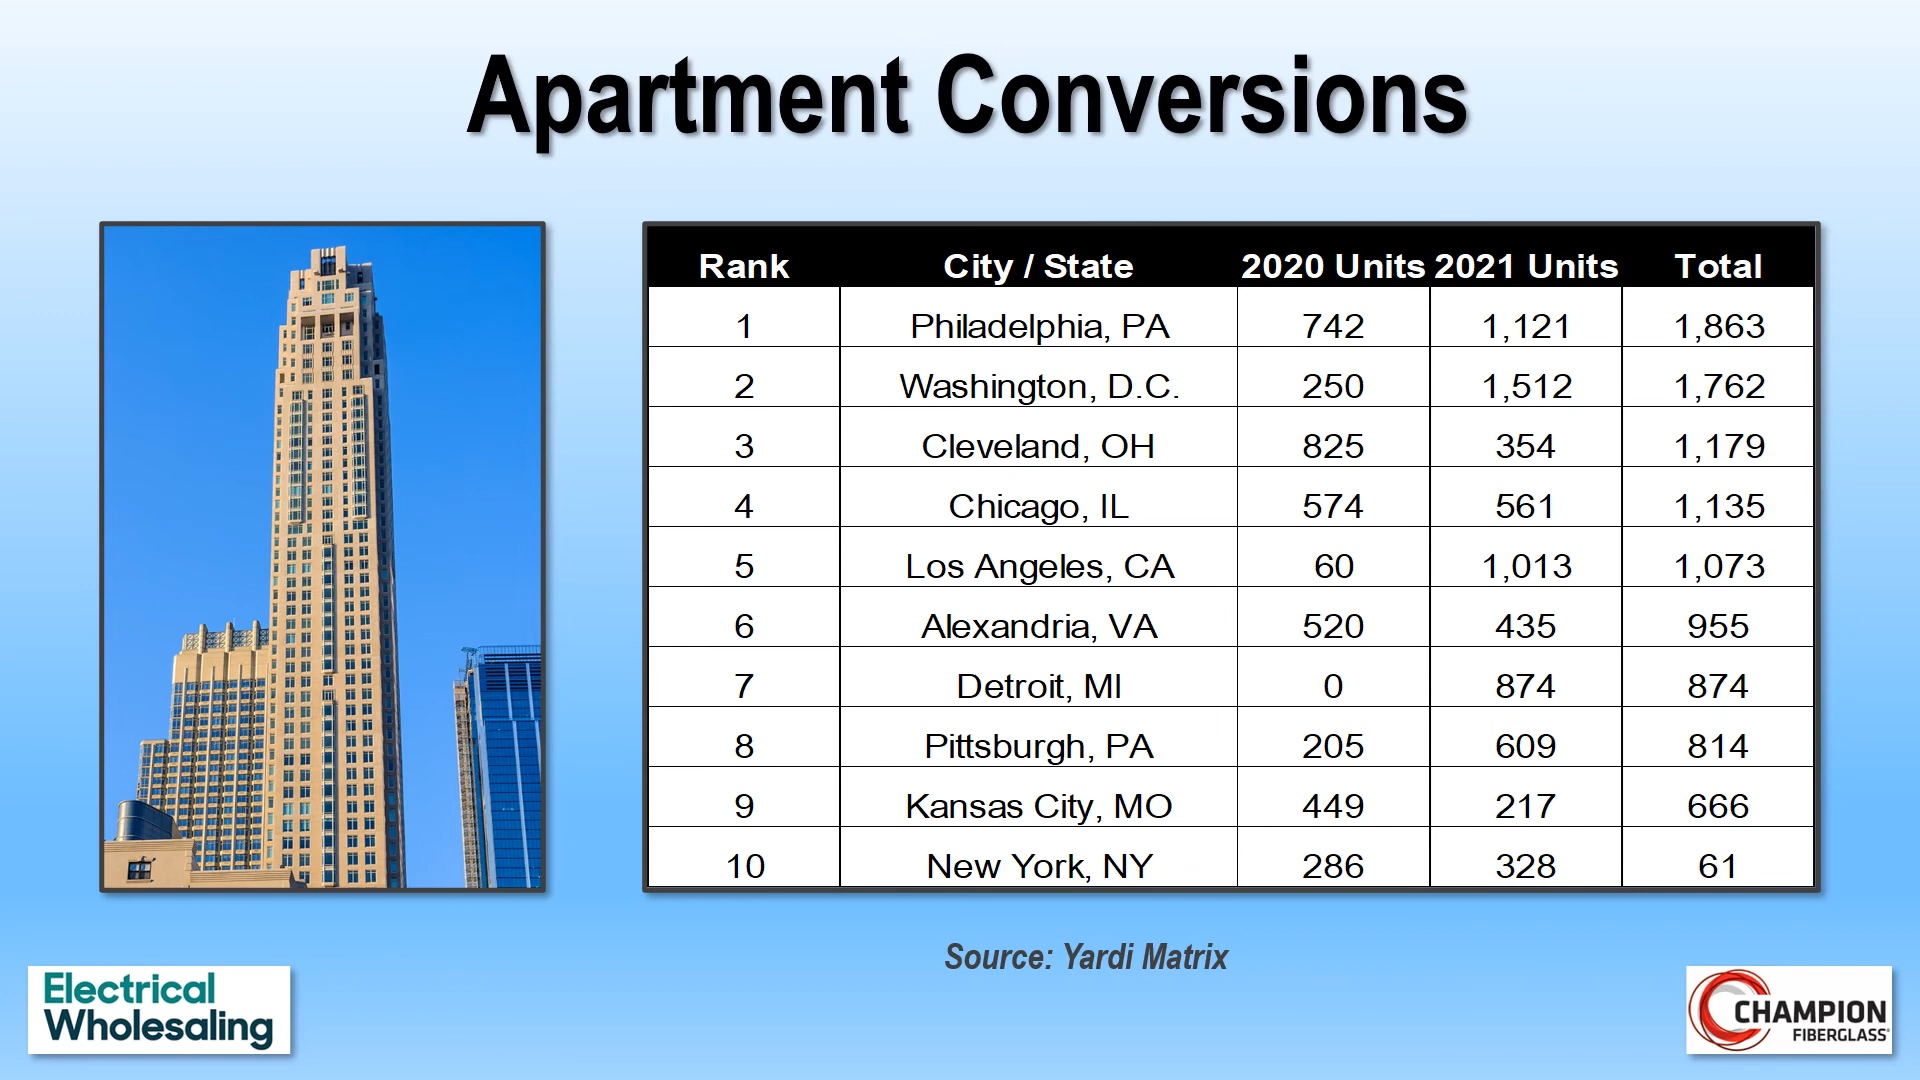 Apartment Conversions
Rank City / State 2020 Units 2021 Units Total
1 Philadelphia, PA 742 1,121 1,863
2 Washington, D.C. 250 1,512 1,762
3 Cleveland, OH 825 354 1,179
4 Chicago, IL 574 561 1,135
5 Los Angeles, CA 60 1,013 1,073
6 Alexandria, VA 520 435 955
7 Detroit, MI 0 874 874
8 Pittsburgh, PA 205 609 814
9 Kansas City, MO 449 217 666
10 New York, NY 286 328 61
Source: Yardi Matrix
Electrical
Wholesaling
CHAMPION
FIBERGLASS®